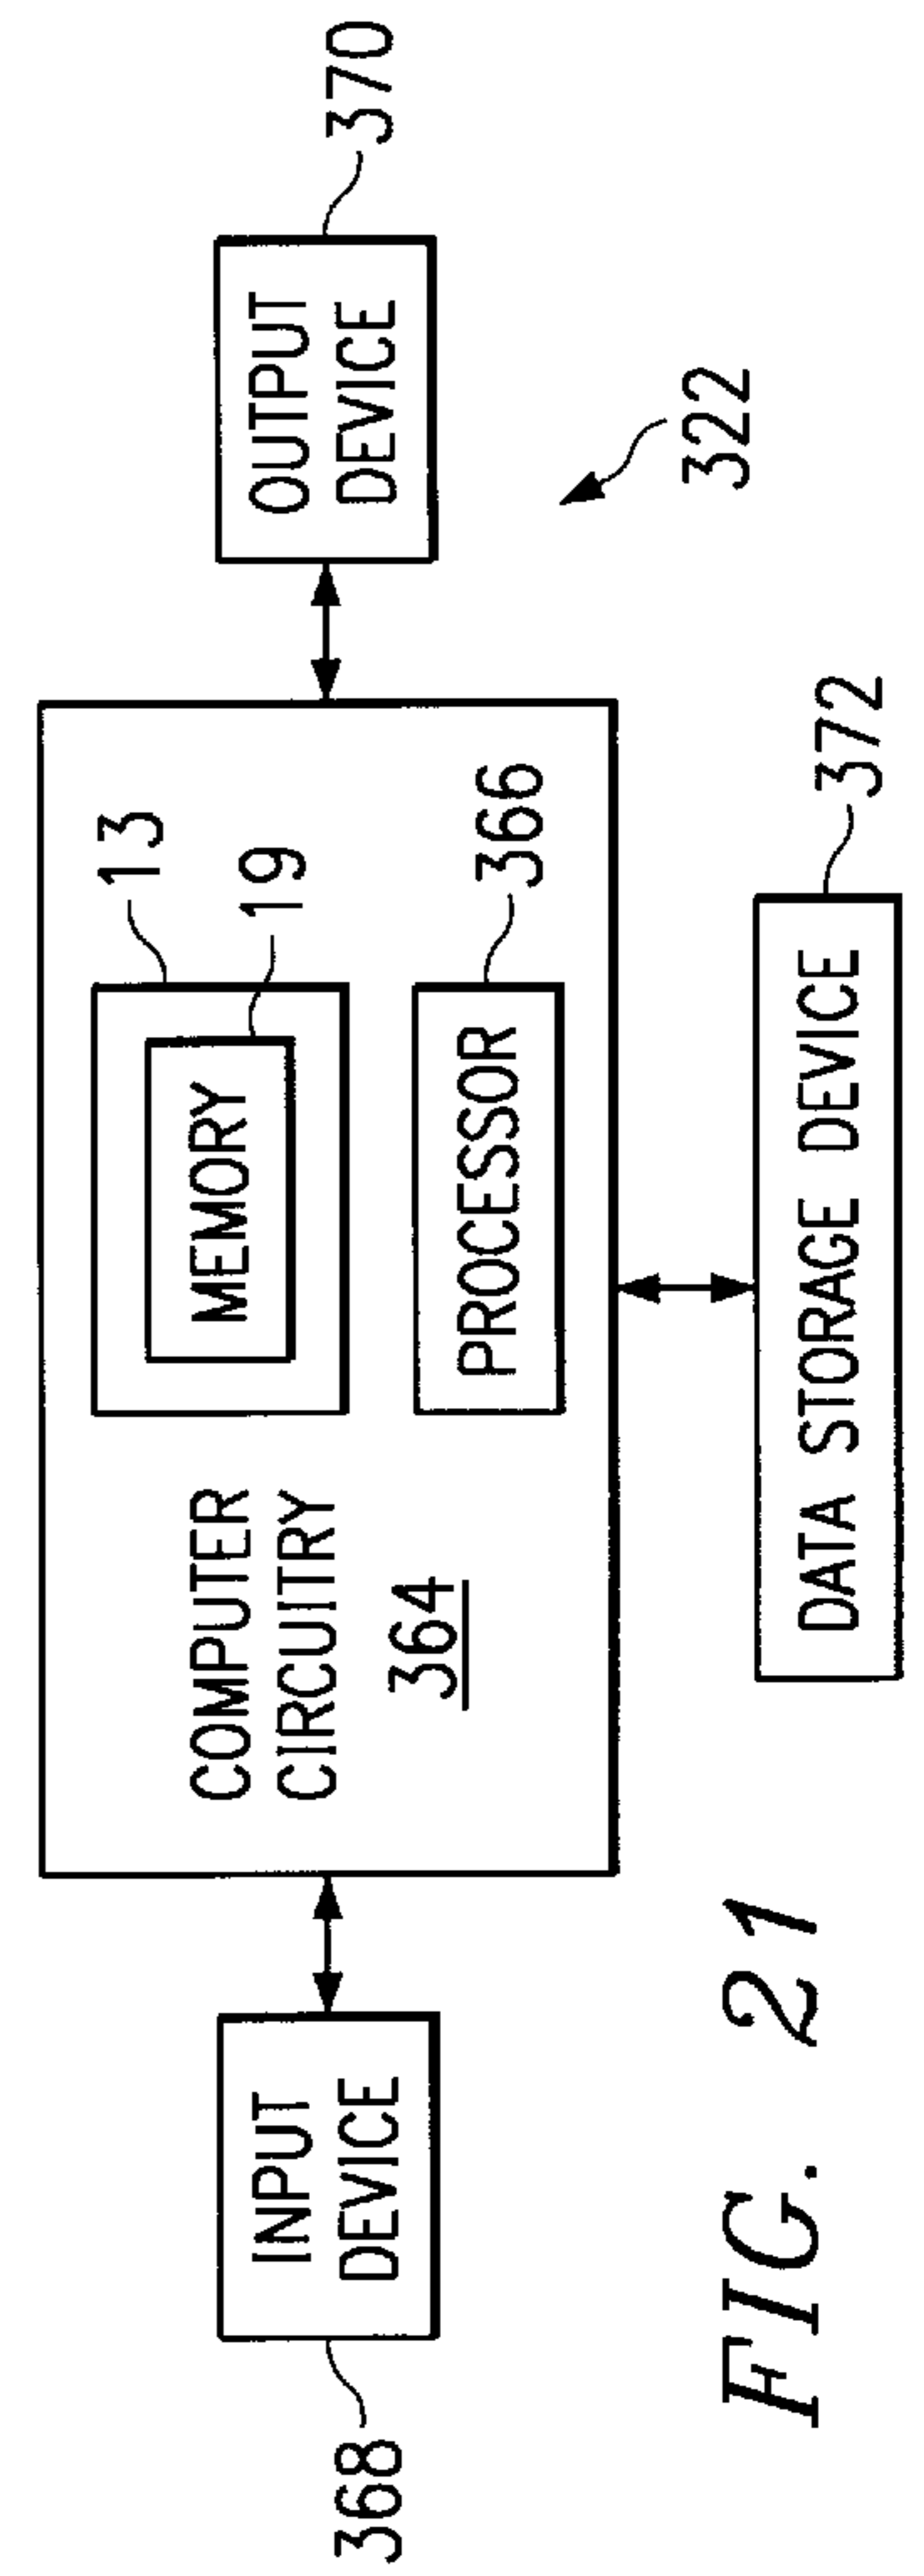 13
19
MEMORY
COMPUTER
CIRCUITRY
364
PROCESSOR
366
INPUT
DEVICE
368
OUTPUT
DEVICE
370
322
DATA STORAGE DEVICE
372
FIG. 21